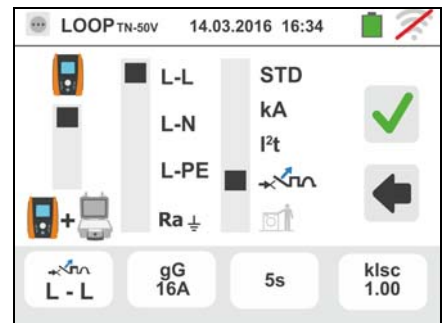 LOOP TN-50V 14.03.2016 16:34
L-L STD
L-N kA
I²t
L-PE
Ra
L - L
gG
16A
5s
kIsc
1.00